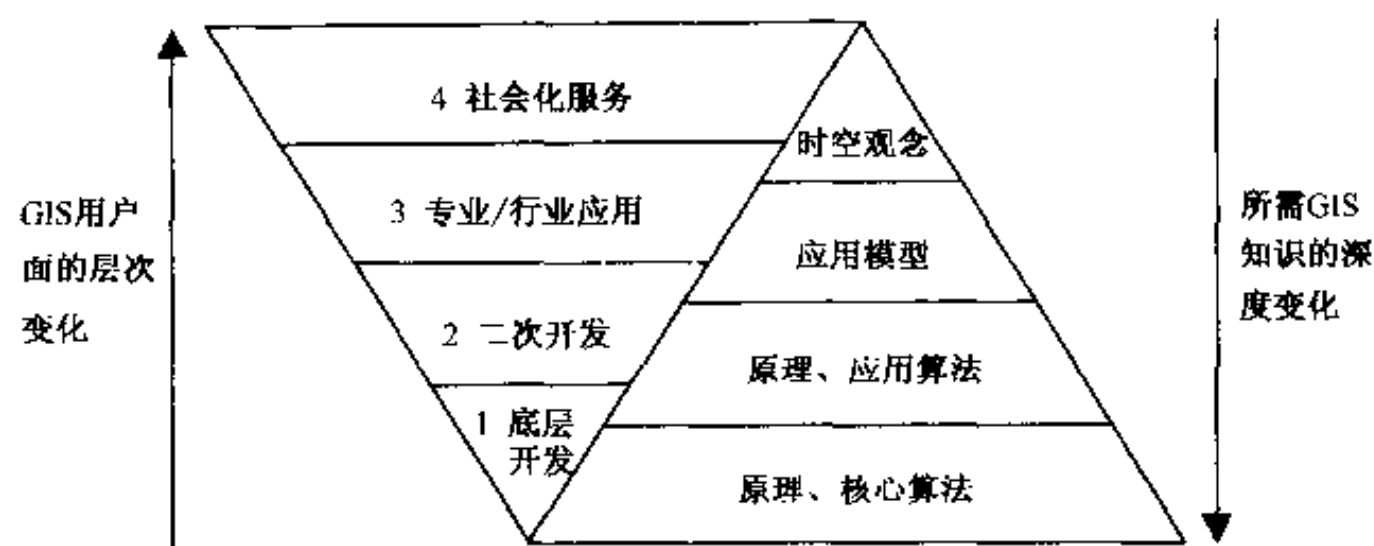 GIS用户
面的层次
变化
4 社会化服务
3 专业/行业应用
2 二次开发
1 底层
开发
时空观念
应用模型
原理、应用算法
原理、核心算法
所需GIS
知识的深
度变化